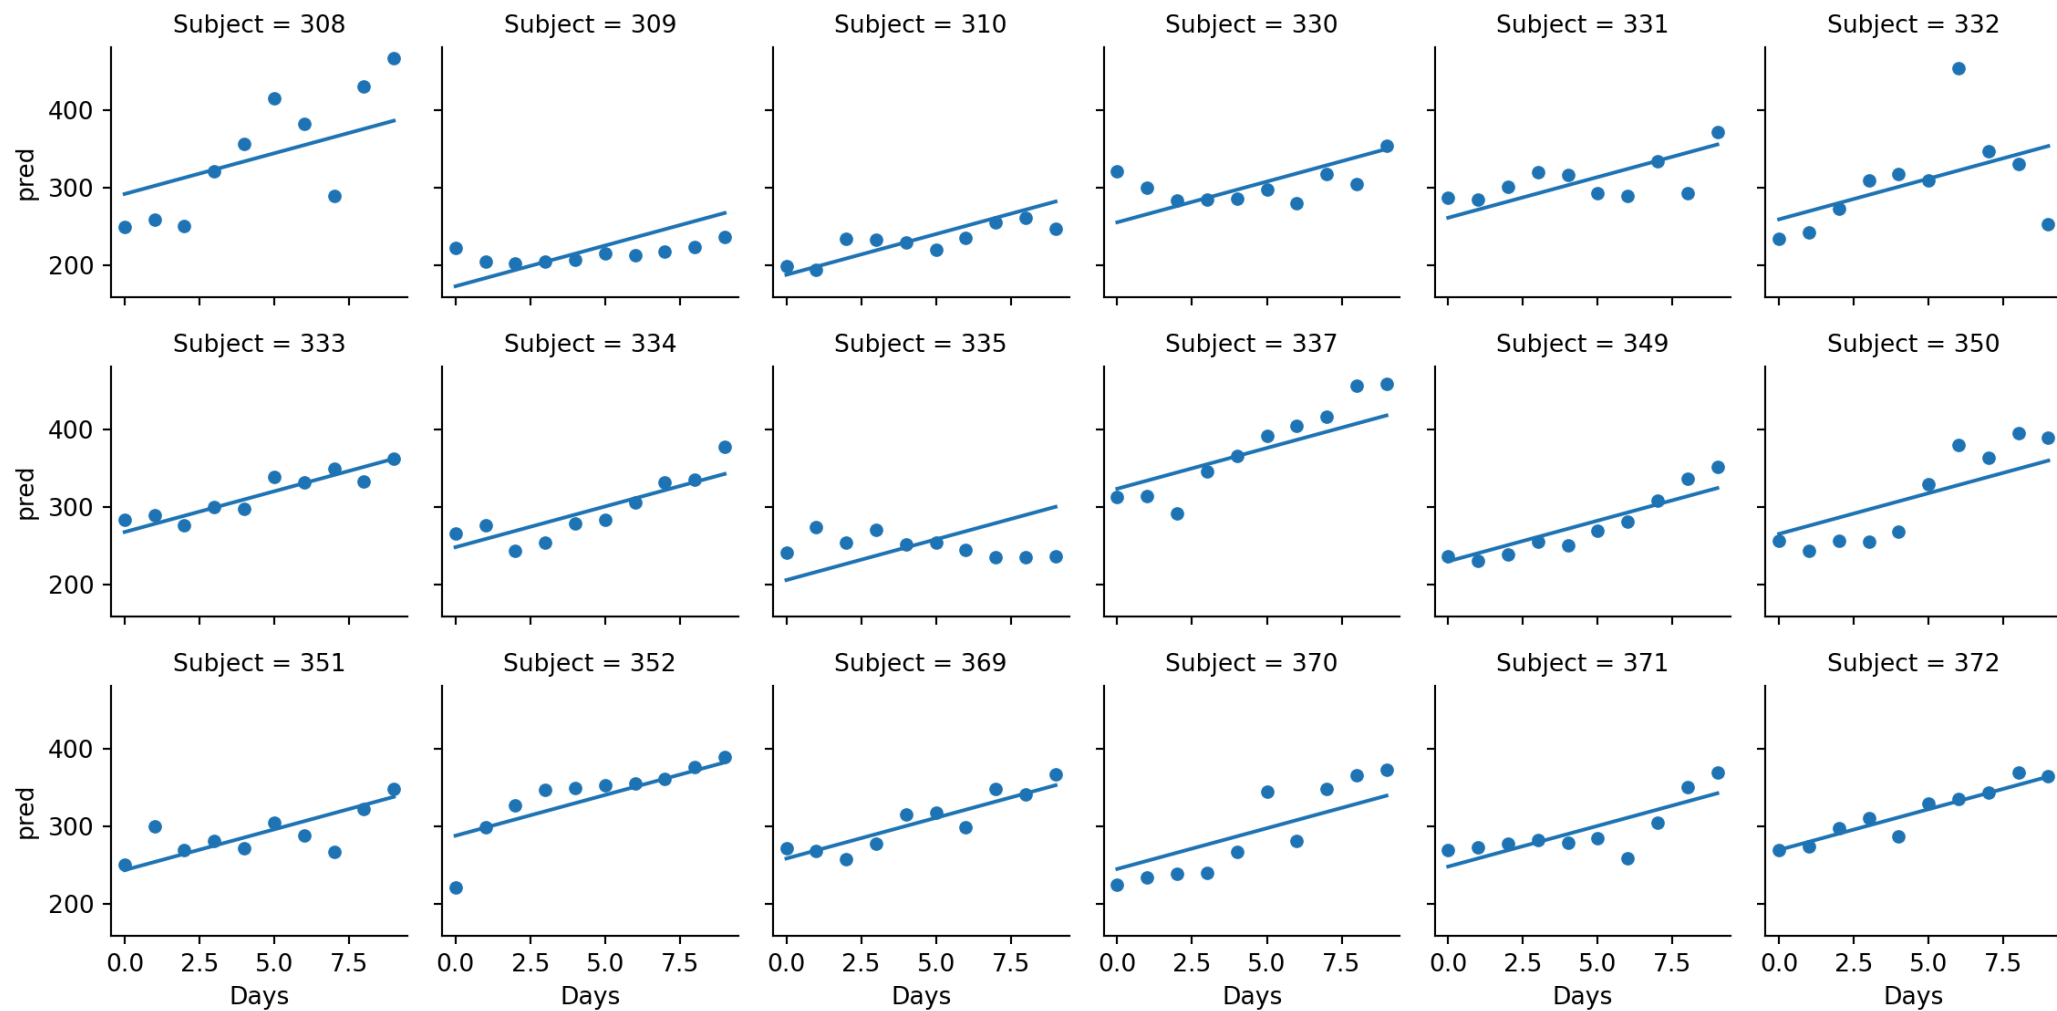 Subject = 308 Subject = 309 Subject = 310 Subject = 330 Subject = 331 Subject = 332
400
300
200
pred
Subject = 333 Subject = 334 Subject = 335 Subject = 337 Subject = 349 Subject = 350
400
300
200
pred
Subject = 351 Subject = 352 Subject = 369 Subject = 370 Subject = 371 Subject = 372
400
300
200
pred
0.0 2.5 5.0 7.5 0.0 2.5 5.0 7.5 0.0 2.5 5.0 7.5 0.0 2.5 5.0 7.5 0.0 2.5 5.0 7.5 0.0 2.5 5.0 7.5
Days Days Days Days Days Days